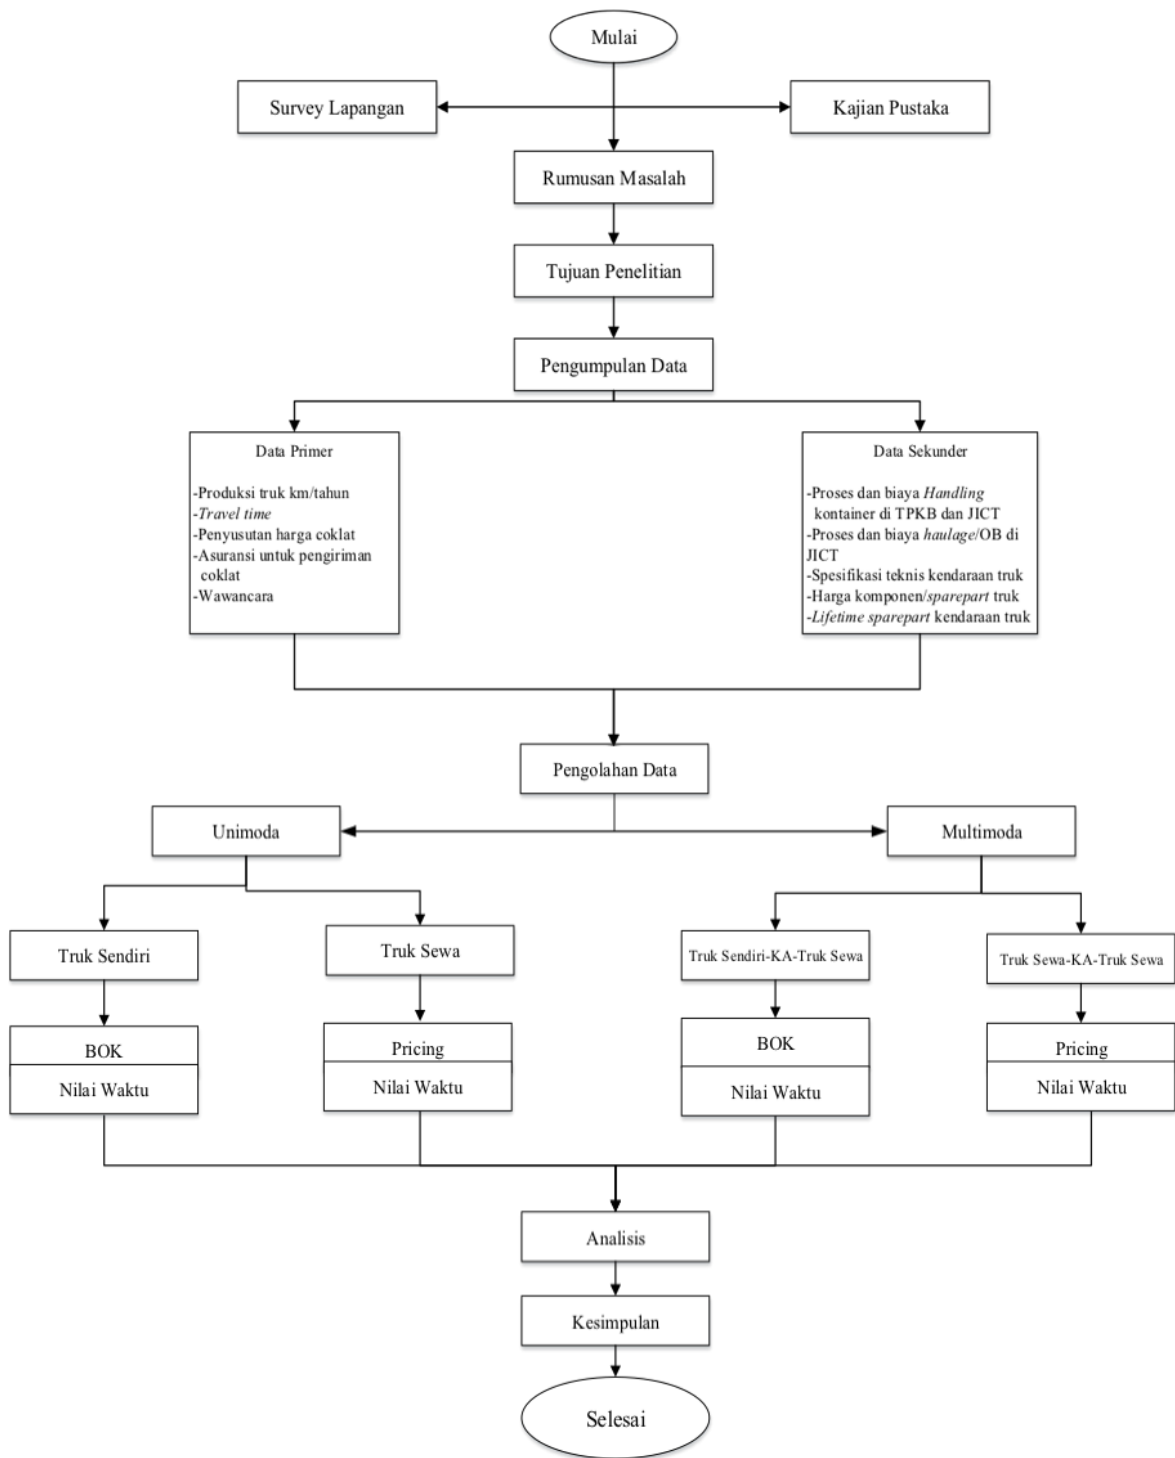 Mulai
Survey Lapangan
Kajian Pustaka
Rumusan Masalah
Tujuan Penelitian
Pengumpulan Data
Data Primer
-Produksi truk km/tahun
-Travel time
-Penyusutan harga coklat
-Asuransi untuk pengiriman
coklat
-Wawancara
Data Sekunder
-Proses dan biaya Handling
kontainer di TPKB dan JICT
-Proses dan biaya haulage/OB di
JICT
-Spesifikasi teknis kendaraan truk
-Harga komponen/sparepart truk
-Lifetime sparepart kendaraan truk
Pengolahan Data
Unimoda
Multimoda
Truk Sendiri
Truk Sewa
Truk Sendiri-KA-Truk Sewa
Truk Sewa-KA-Truk Sewa
BOK
Nilai Waktu
Pricing
Nilai Waktu
BOK
Nilai Waktu
Pricing
Nilai Waktu
Analisis
Kesimpulan
Selesai